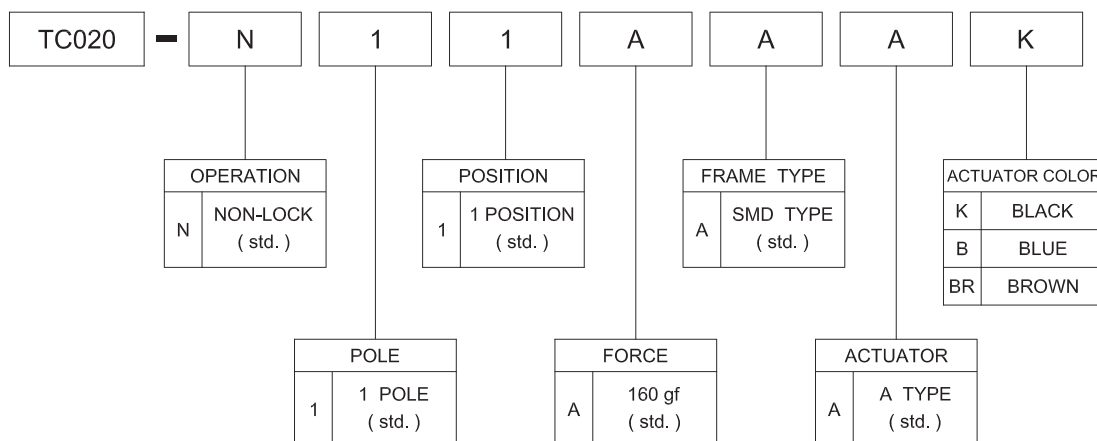 TC020 - N 1 1 A A A K
OPERATION
N NON-LOCK
( std. )
POSITION
1 1 POSITION
( std. )
FRAME TYPE
A SMD TYPE
( std. )
ACTUATOR COLOR
K BLACK
B BLUE
BR BROWN
POLE
1 1 POLE
( std. )
FORCE
A 160 gf
( std. )
ACTUATOR
A A TYPE
( std. )